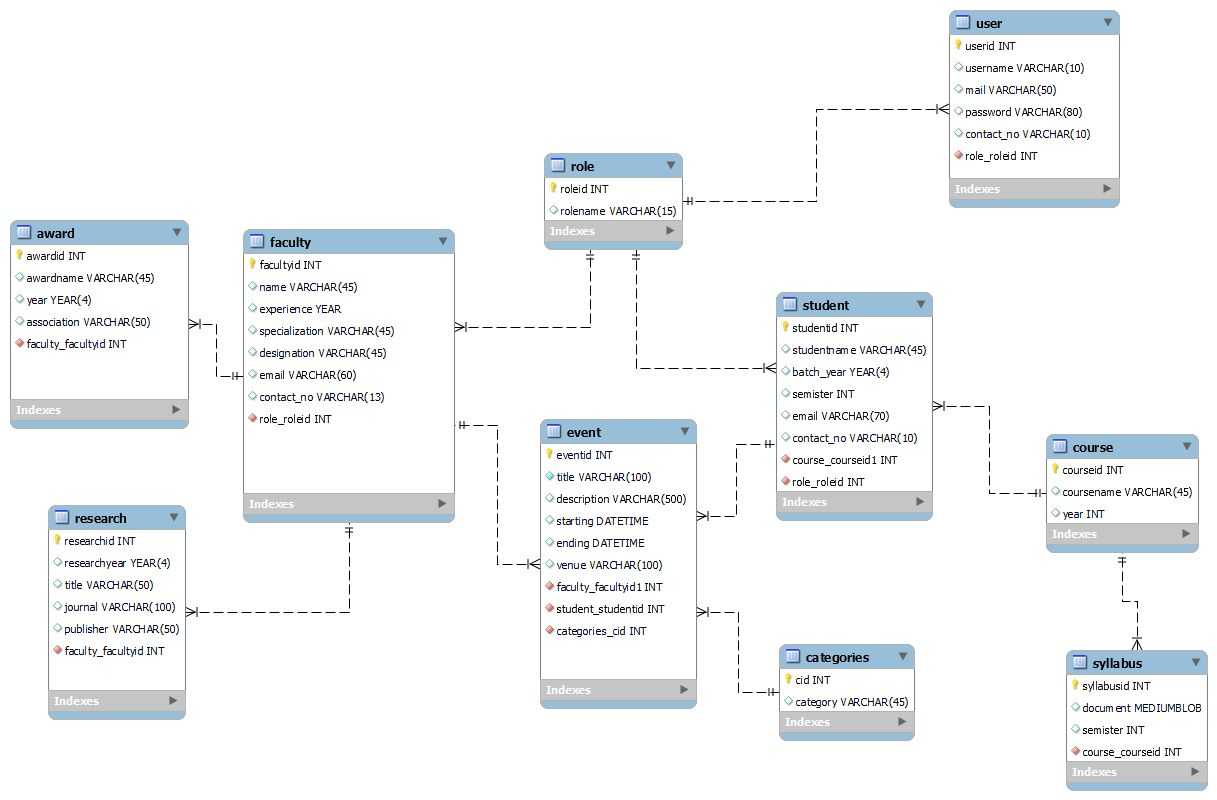 user
userid INT
username VARCHAR(10)
mail VARCHAR(50)
password VARCHAR(80)
contact_no VARCHAR(10)
role_roleid INT
Indexes
role
roleid INT
rolename VARCHAR(15)
Indexes
award
awardid INT
awardname VARCHAR(45)
year YEAR(4)
association VARCHAR(50)
faculty_facultyid INT
Indexes
faculty
facultyid INT
name VARCHAR(45)
experience YEAR
specialization VARCHAR(45)
designation VARCHAR(45)
email VARCHAR(60)
contact_no VARCHAR(13)
role_roleid INT
Indexes
student
studentid INT
studentname VARCHAR(45)
batch_year YEAR(4)
semister INT
email VARCHAR(70)
contact_no VARCHAR(10)
course_courseid1 INT
role_roleid INT
Indexes
event
eventid INT
title VARCHAR(100)
description VARCHAR(500)
starting DATETIME
ending DATETIME
venue VARCHAR(100)
faculty_facultyid1 INT
student_studentid INT
categories_cid INT
Indexes
course
courseid INT
coursename VARCHAR(45)
year INT
Indexes
research
researchid INT
researchyear YEAR(4)
title VARCHAR(50)
journal VARCHAR(100)
publisher VARCHAR(50)
faculty_facultyid INT
Indexes
categories
cid INT
category VARCHAR(45)
Indexes
syllabus
syllabusid INT
document MEDIUMBLOB
semister INT
course_courseid INT
Indexes